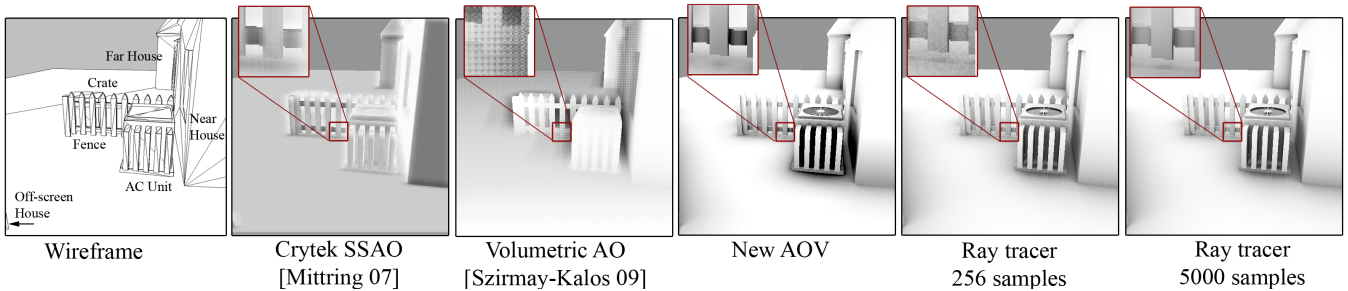 Far House
Crate
Near
House
Fence
AC Unit
Off-screen
House
Wireframe
Crytek SSAO
[Mittring 07]
Volumetric AO
[Szirmay-Kalos 09]
New AOV
Ray tracer
256 samples
Ray tracer
5000 samples